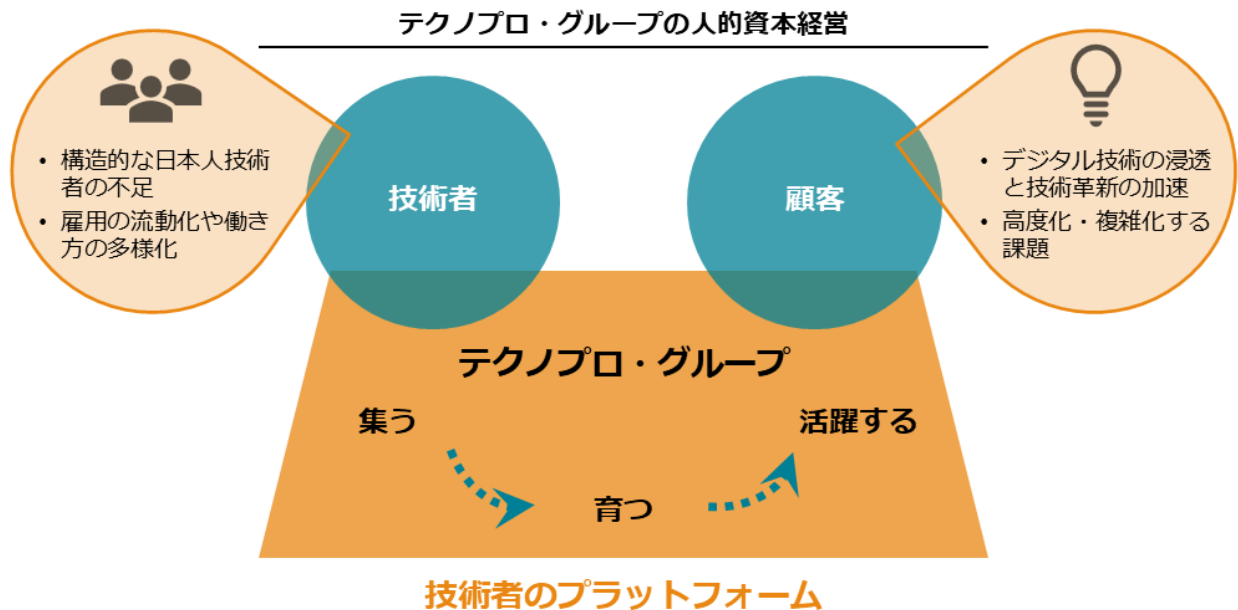 テクノプロ・グループの人的資本経営
• 構造的な日本人技術
者の不足
• 雇用の流動化や働き
方の多様化
技術者
顧客
• デジタル技術の浸透
と技術革新の加速
• 高度化・複雑化する
課題
テクノプロ・グループ
集う
育つ
活躍する
技術者のプラットフォーム